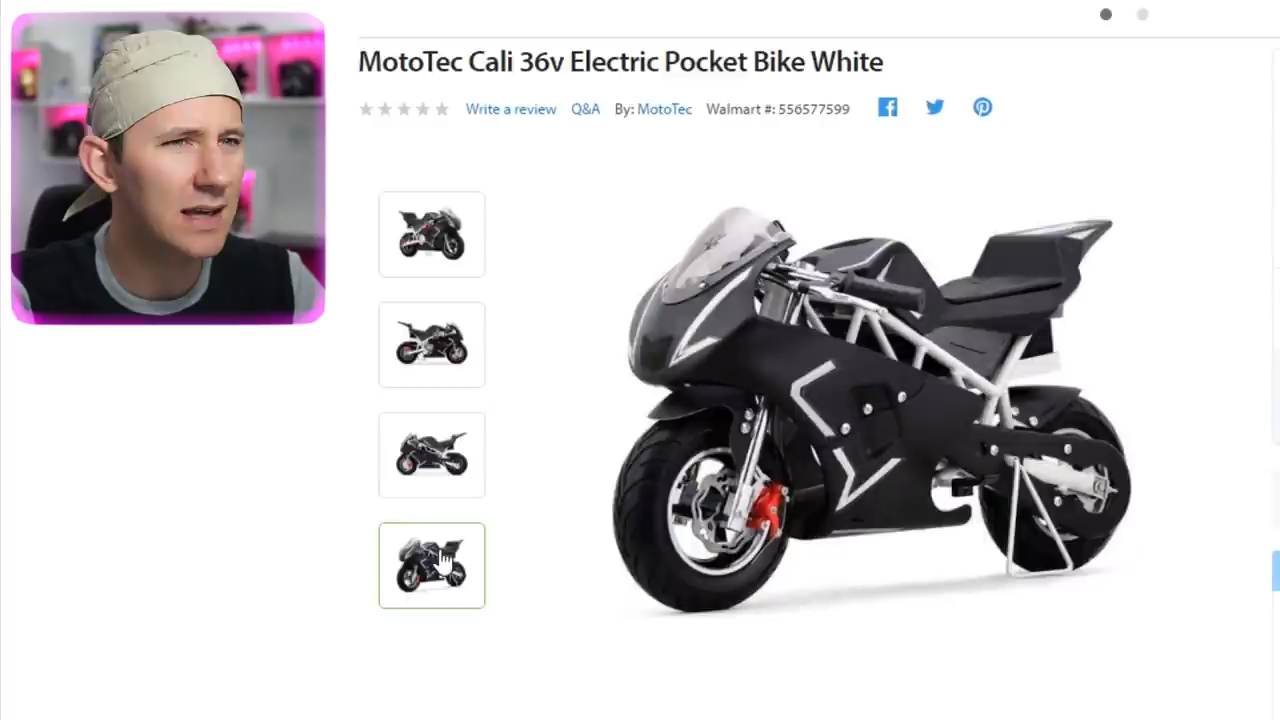 MotoTec Cali 36v Electric Pocket Bike White
Write a review Q&A By: MotoTec Walmart #: 556577599